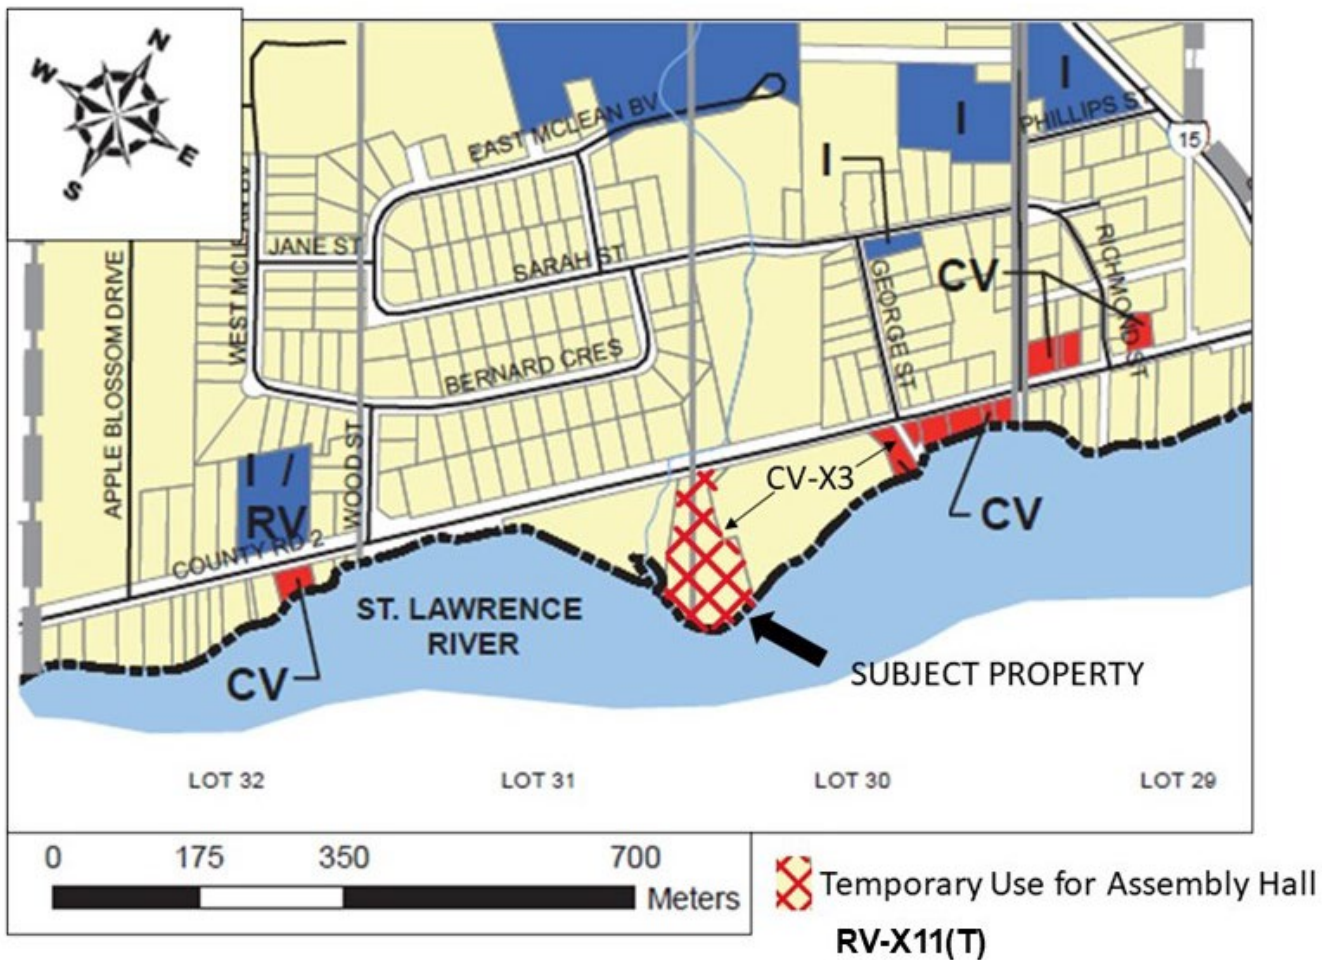 N
W
E
S
EAST MCLEAN BV
I
I
PHILLIPS ST
15
I
WEST MCLEAN BV
JANE ST
SARAH ST
GEORGE ST
CV
RICHMOND ST
APPLE BLOSSOM DRIVE
BERNARD CRES
WOOD ST
I /
RV
CV-X3
CV
COUNTY RD 2
ST. LAWRENCE
RIVER
CV
SUBJECT PROPERTY
LOT 32
LOT 31
LOT 30
LOT 29
0 175 350 700
Meters
Temporary Use for Assembly Hall
RV-X11(T)